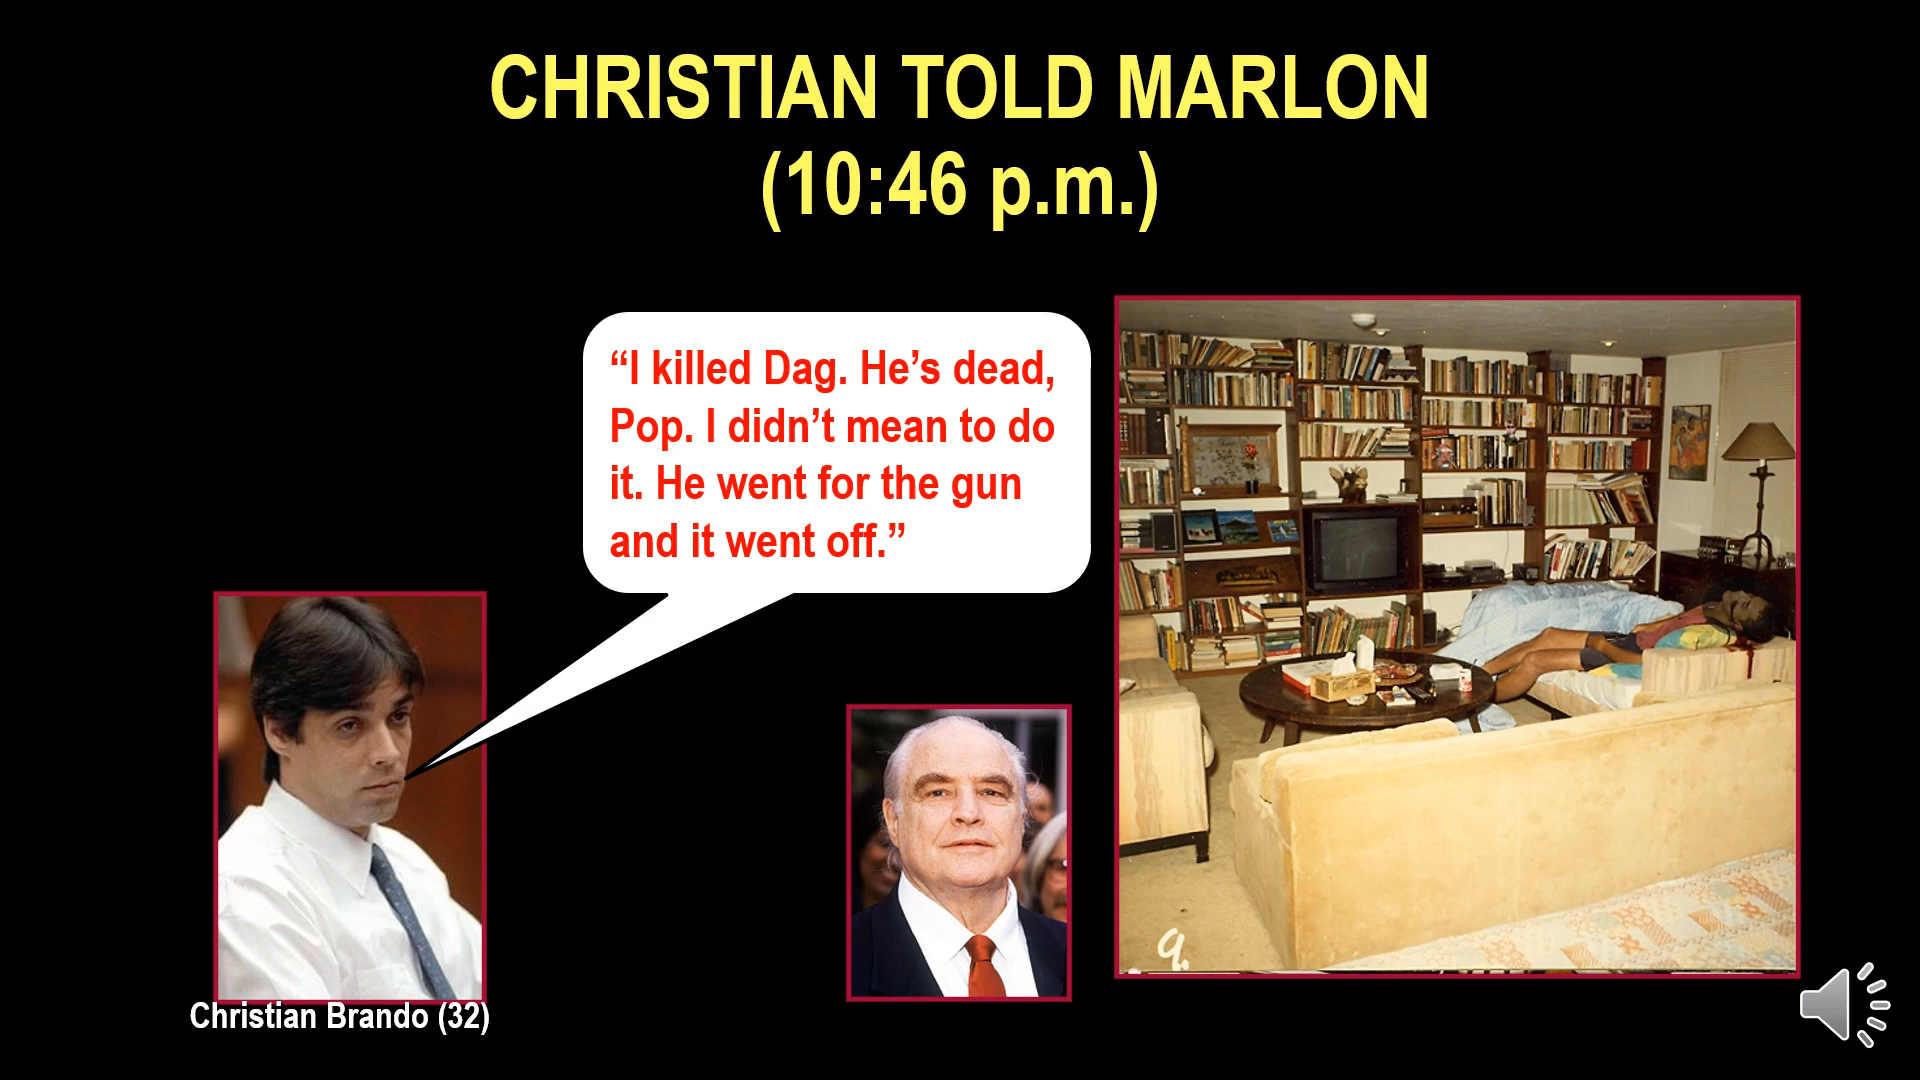 CHRISTIAN TOLD MARLON
(10:46 p.m.)
“I killed Dag. He’s dead,
Pop. I didn’t mean to do
it. He went for the gun
and it went off.”
Christian Brando (32)
9.